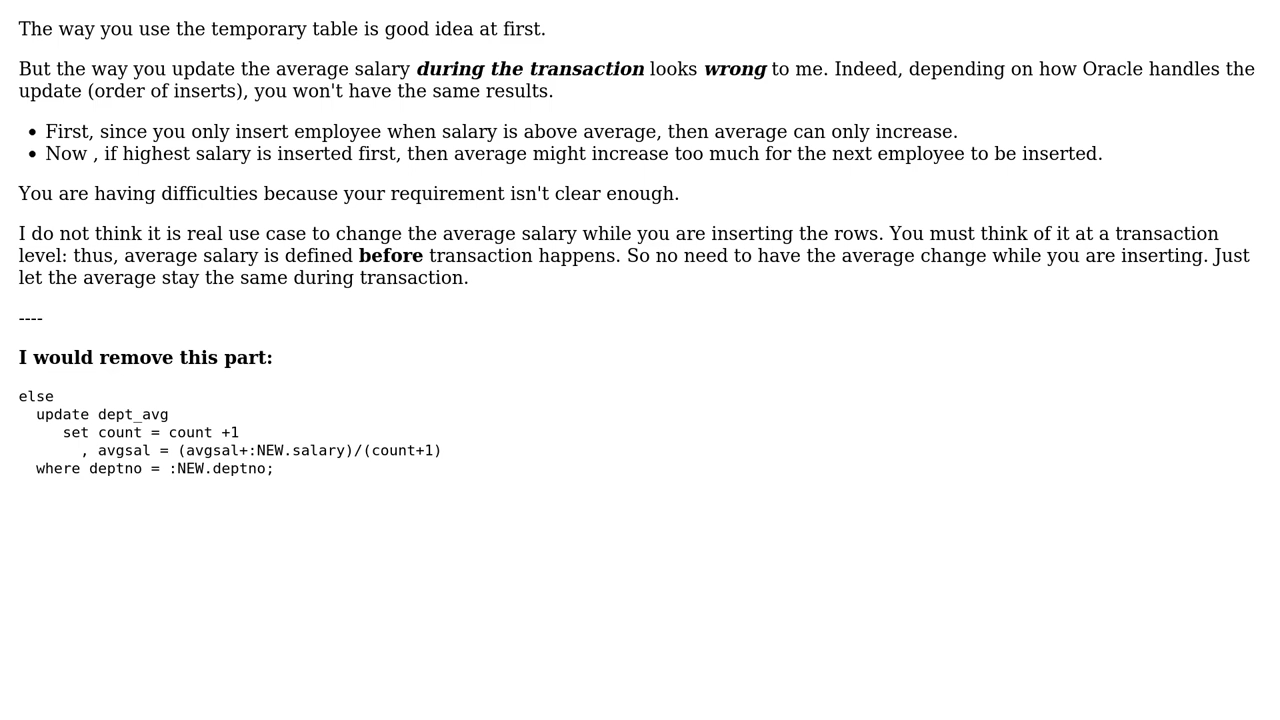 The way you use the temporary table is good idea at first.
But the way you update the average salary during the transaction looks wrong to me. Indeed, depending on how Oracle handles the
update (order of inserts), you won't have the same results.
• First, since you only insert employee when salary is above average, then average can only increase.
• Now , if highest salary is inserted first, then average might increase too much for the next employee to be inserted.
You are having difficulties because your requirement isn't clear enough.
I do not think it is real use case to change the average salary while you are inserting the rows. You must think of it at a transaction
level: thus, average salary is defined before transaction happens. So no need to have the average change while you are inserting. Just
let the average stay the same during transaction.
----
I would remove this part:
else
  update dept_avg
     set count = count +1
       , avgsal = (avgsal+:NEW.salary)/(count+1)
  where deptno = :NEW.deptno;